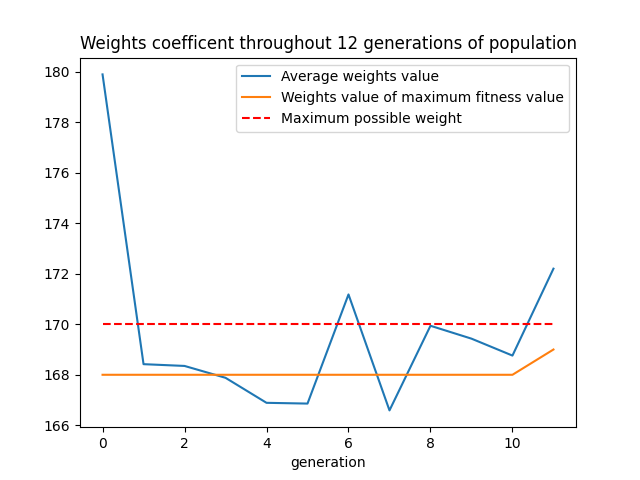 Weights coefficent throughout 12 generations of population
Average weights value
Weights value of maximum fitness value
Maximum possible weight
180
178
176
174
172
170
168
166
0 2 4 6 8 10
generation